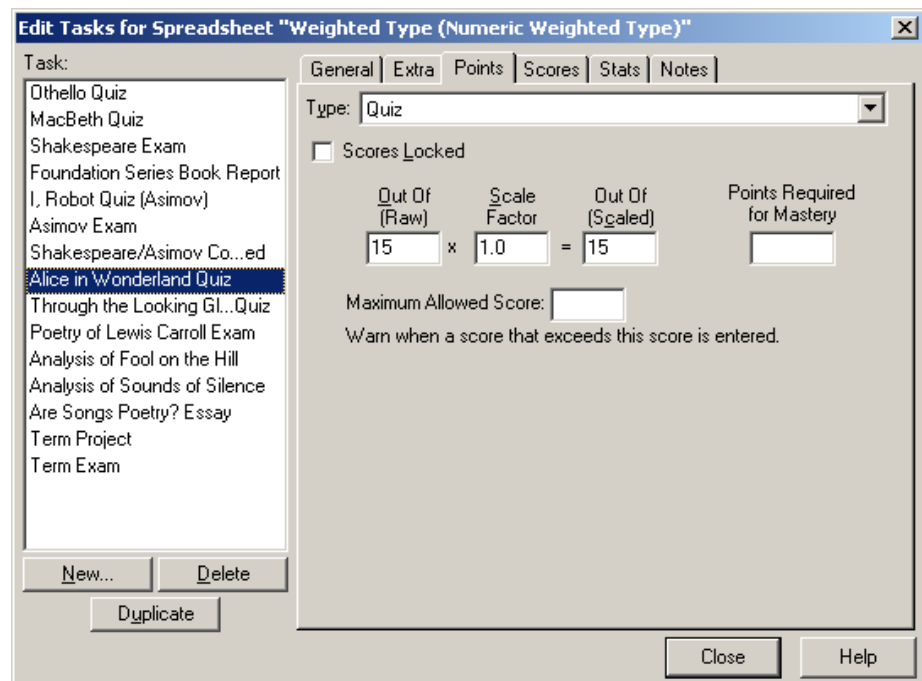 Edit Tasks for Spreadsheet "Weighted Type (Numeric Weighted Type)"
Task:
Othello Quiz
MacBeth Quiz
Shakespeare Exam
Foundation Series Book Report
I, Robot Quiz (Asimov)
Asimov Exam
Shakespeare/Asimov Co...ed
Alice in Wonderland Quiz
Through the Looking Gl...Quiz
Poetry of Lewis Carroll Exam
Analysis of Fool on the Hill
Analysis of Sounds of Silence
Are Songs Poetry? Essay
Term Project
Term Exam
New...
Delete
Duplicate
General Extra Points Scores Stats Notes
Type: Quiz
Scores Locked
Out Of Scale Out Of Points Required
(Raw) Factor (Scaled) for Mastery
15 x 1.0 = 15
Maximum Allowed Score:
Warn when a score that exceeds this score is entered.
Close Help